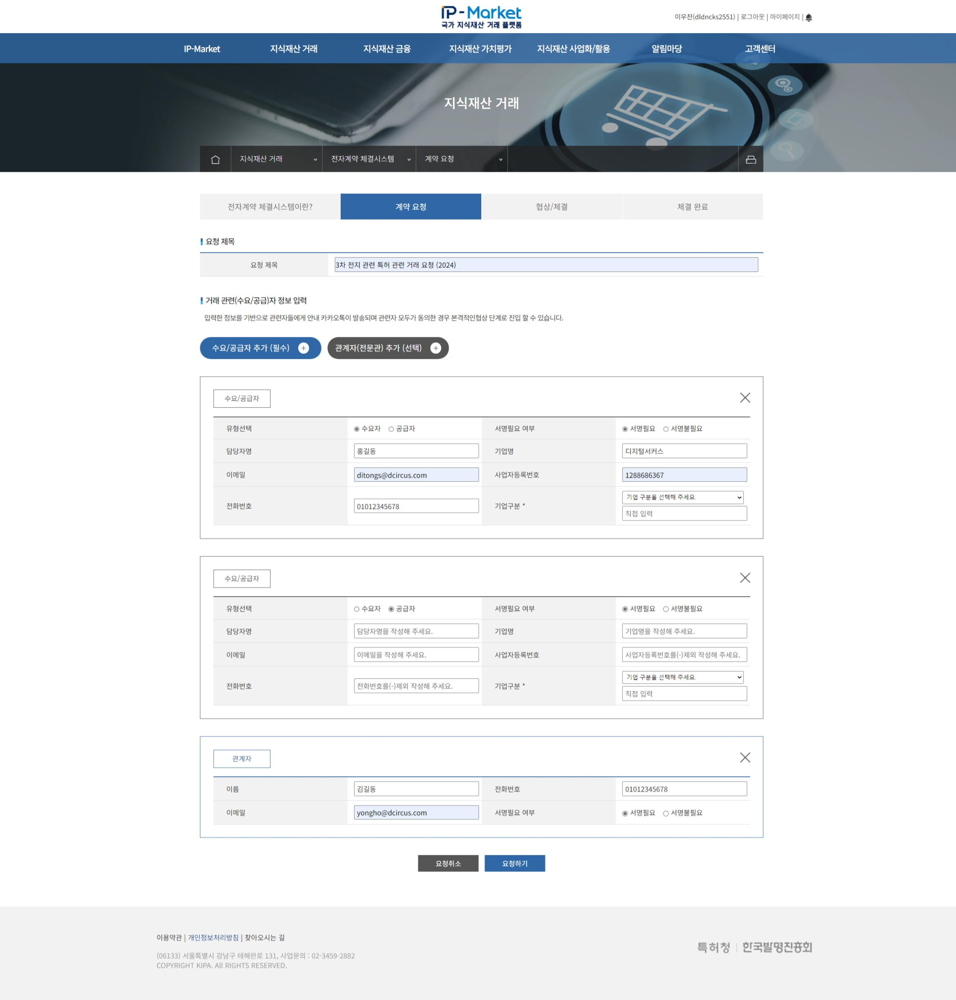 IP-Market
국가 지식재산 거래 플랫폼
이우찬(dldncks2551) | 로그아웃 | 마이페이지 |
IP-Market 지식재산 거래 지식재산 금융 지식재산 가치평가 지식재산 사업화/활용 알림마당 고객센터
지식재산 거래
지식재산 거래 전자계약 체결시스템 계약 요청
전자계약 체결시스템이란? 계약 요청 협상/체결 체결 완료
요청 제목
요청 제목 3차 전지 관련 특허 관련 거래 요청 (2024)
거래 관련(수요/공급)자 정보 입력
입력한 정보를 기반으로 관련자들에게 안내 카카오톡이 발송되며 관련자 모두가 동의한 경우 본격적인협상 단계로 진입 할 수 있습니다.
수요/공급자 추가 (필수) + 관계자(전문관) 추가 (선택) +
수요/공급자
유형선택 수요자 공급자 서명필요 여부 서명필요 서명불필요
담당자명 홍길동 기업명 디지털서커스
이메일 ditongs@dcircus.com 사업자등록번호 1288686367
전화번호 01012345678 기업구분 * 기업 구분을 선택해 주세요.
직접 입력
수요/공급자
유형선택 수요자 공급자 서명필요 여부 서명필요 서명불필요
담당자명 담당자명을 작성해 주세요. 기업명 기업명을 작성해 주세요.
이메일 이메일을 작성해 주세요. 사업자등록번호 사업자등록번호를(-)제외 작성해 주세요.
전화번호 전화번호를(-)제외 작성해 주세요. 기업구분 * 기업 구분을 선택해 주세요.
직접 입력
관계자
이름 김길동 전화번호 01012345678
이메일 yongho@dcircus.com 서명필요 여부 서명필요 서명불필요
요청취소 요청하기
이용약관 | 개인정보처리방침 | 찾아오시는 길
(06133) 서울특별시 강남구 테헤란로 131, 사업문의 : 02-3459-2882
COPYRIGHT KIPA. All RIGHTS RESERVED.
특허청 | 한국발명진흥회